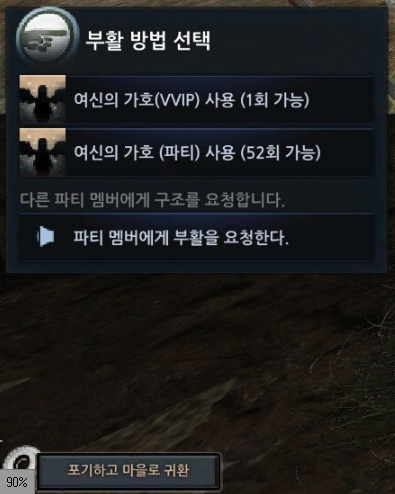 부활 방법 선택
여신의 가호(VVIP) 사용 (1회 가능)
여신의 가호 (파티) 사용 (52회 가능)
다른 파티 멤버에게 구조를 요청합니다.
파티 멤버에게 부활을 요청한다.
포기하고 마을로 귀환
90%